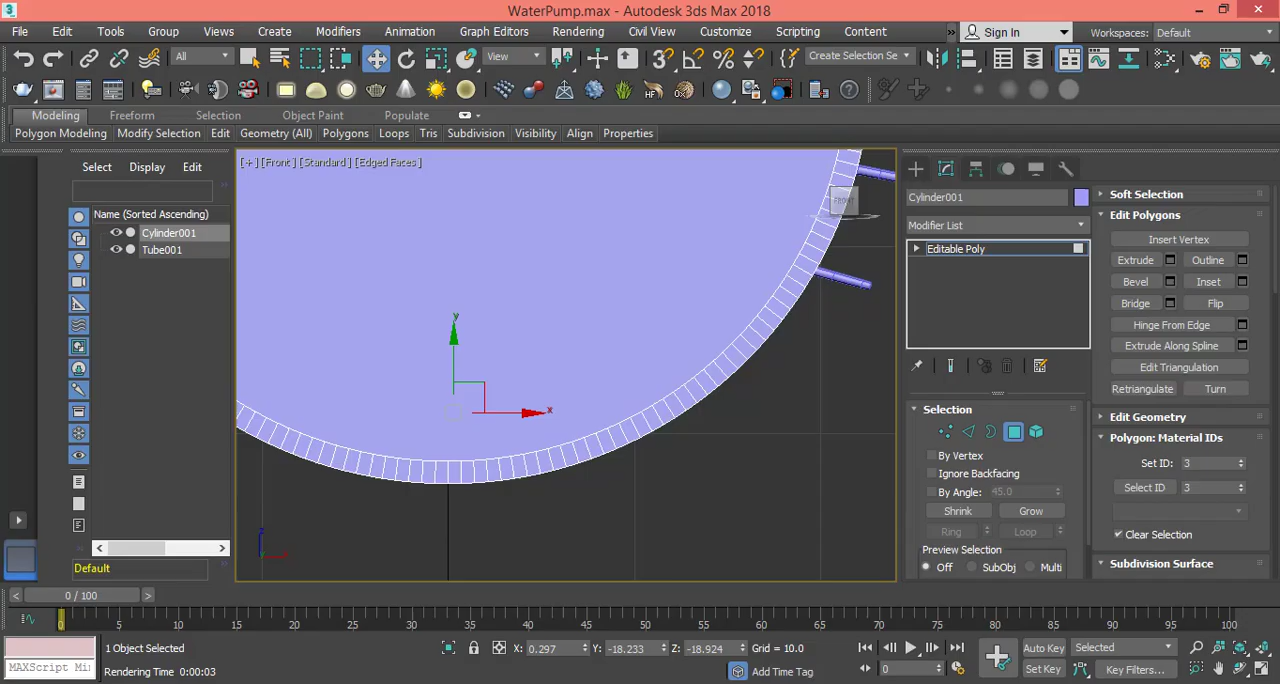 WaterPump.max - Autodesk 3ds Max 2018
File Edit Tools Group Views Create Modifiers Animation Graph Editors Rendering Civil View Customize Scripting Content » Sign In Workspaces: Default
All View Create Selection Se
Modeling Freeform Selection Object Paint Populate
Polygon Modeling Modify Selection Edit Geometry (All) Polygons Loops Tris Subdivision Visibility Align Properties
Select Display Edit
Name (Sorted Ascending)
Cylinder001
Tube001
Default
[+] [Front] [Standard] [Edged Faces]
FRONT
y
x
z
Cylinder001
Modifier List
Editable Poly
Selection
By Vertex
Ignore Backfacing
By Angle: 45.0
Shrink Grow
Ring Loop
Preview Selection
Off SubObj Multi
Soft Selection
Edit Polygons
Insert Vertex
Extrude Outline
Bevel Inset
Bridge Flip
Hinge From Edge
Extrude Along Spline
Edit Triangulation
Retriangulate Turn
Edit Geometry
Polygon: Material IDs
Set ID: 3
Select ID 3
Clear Selection
Subdivision Surface
< 0 / 100 >
0 5 10 15 20 25 30 35 40 45 50 55 60 65 70 75 80 85 90 95 100
1 Object Selected X: 0.297 Y: -18.233 Z: -18.924 Grid = 10.0 Auto Key Selected
MAXScript Mi Rendering Time 0:00:03 Add Time Tag 0 Set Key Key Filters...